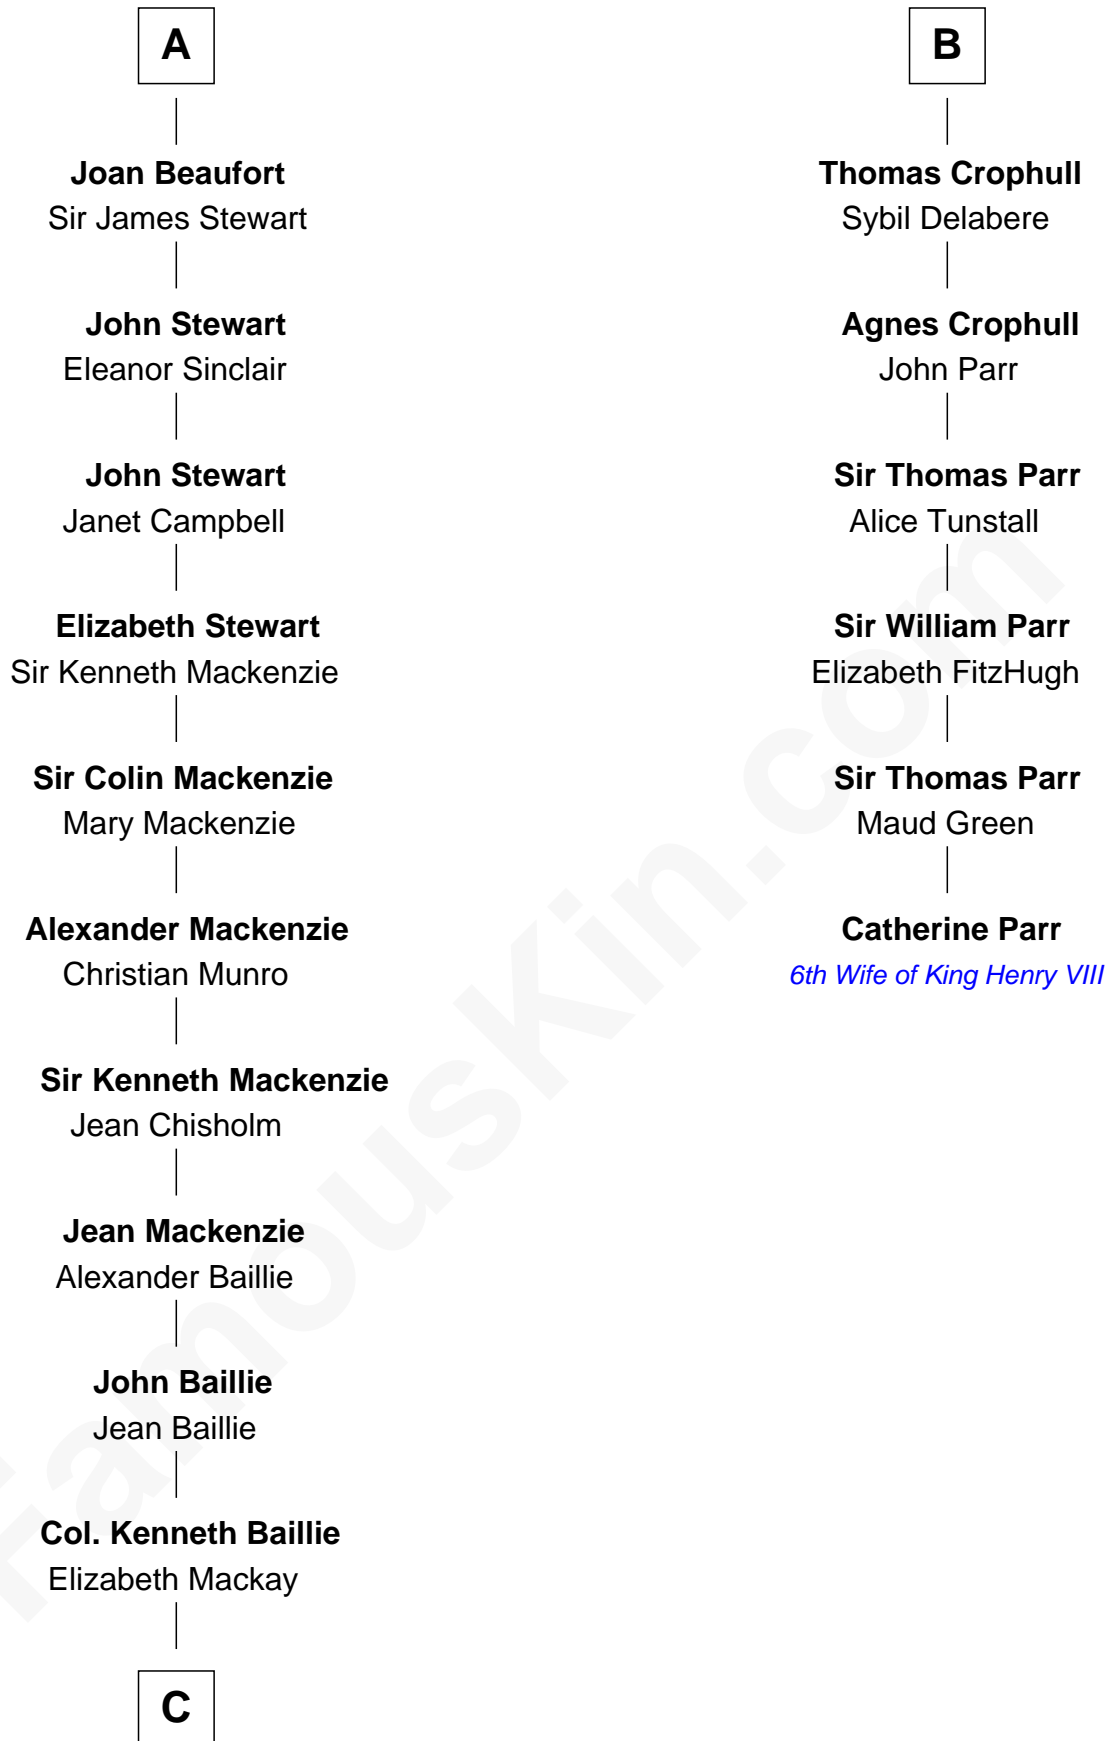 A
Joan Beaufort
Sir James Stewart
John Stewart
Eleanor Sinclair
John Stewart
Janet Campbell
Elizabeth Stewart
Sir Kenneth Mackenzie
Sir Colin Mackenzie
Mary Mackenzie
Alexander Mackenzie
Christian Munro
Sir Kenneth Mackenzie
Jean Chisholm
Jean Mackenzie
Alexander Baillie
John Baillie
Jean Baillie
Col. Kenneth Baillie
Elizabeth Mackay
C
B
Thomas Crophull
Sybil Delabere
Agnes Crophull
John Parr
Sir Thomas Parr
Alice Tunstall
Sir William Parr
Elizabeth FitzHugh
Sir Thomas Parr
Maud Green
Catherine Parr
6th Wife of King Henry VIII
FamousKin.com